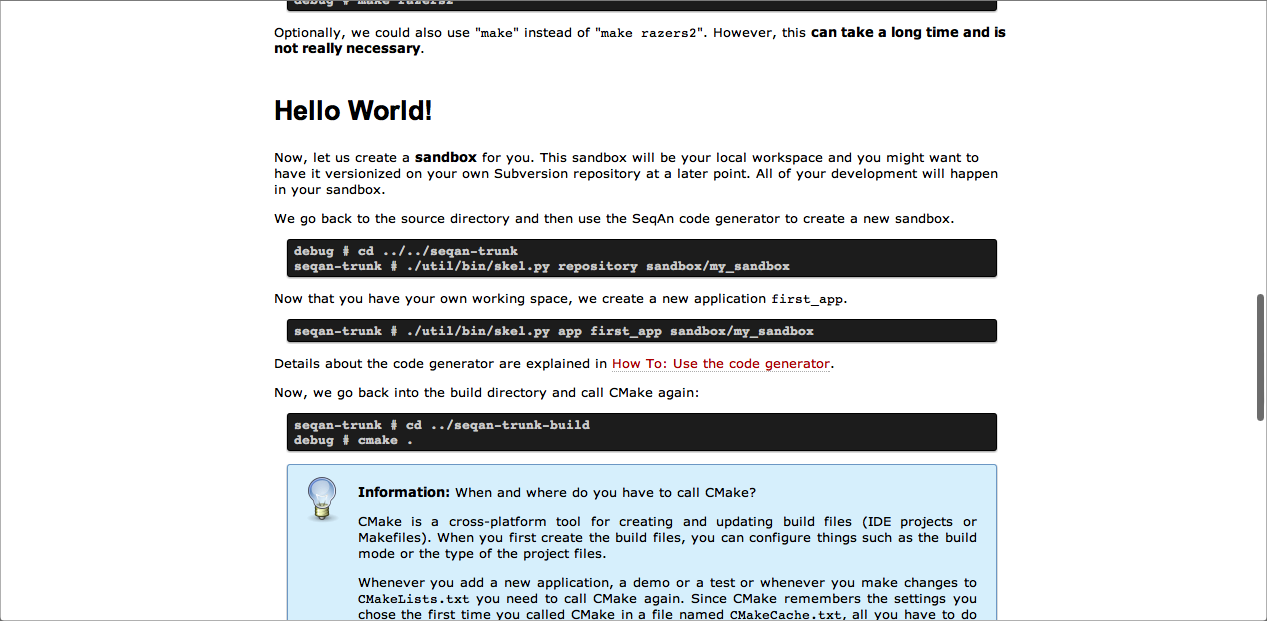 debug # make razers2
Optionally, we could also use "make" instead of "make razers2". However, this can take a long time and is
not really necessary.
Hello World!
Now, let us create a sandbox for you. This sandbox will be your local workspace and you might want to
have it versionized on your own Subversion repository at a later point. All of your development will happen
in your sandbox.
We go back to the source directory and then use the SeqAn code generator to create a new sandbox.
debug # cd ../../seqan-trunk
seqan-trunk # ./util/bin/skel.py repository sandbox/my_sandbox
Now that you have your own working space, we create a new application first_app.
seqan-trunk # ./util/bin/skel.py app first_app sandbox/my_sandbox
Details about the code generator are explained in How To: Use the code generator.
Now, we go back into the build directory and call CMake again:
seqan-trunk # cd ../seqan-trunk-build
debug # cmake .
Information: When and where do you have to call CMake?
CMake is a cross-platform tool for creating and updating build files (IDE projects or
Makefiles). When you first create the build files, you can configure things such as the build
mode or the type of the project files.
Whenever you add a new application, a demo or a test or whenever you make changes to
CMakeLists.txt you need to call CMake again. Since CMake remembers the settings you
chose the first time you called CMake in a file named CMakeCache.txt, all you have to do